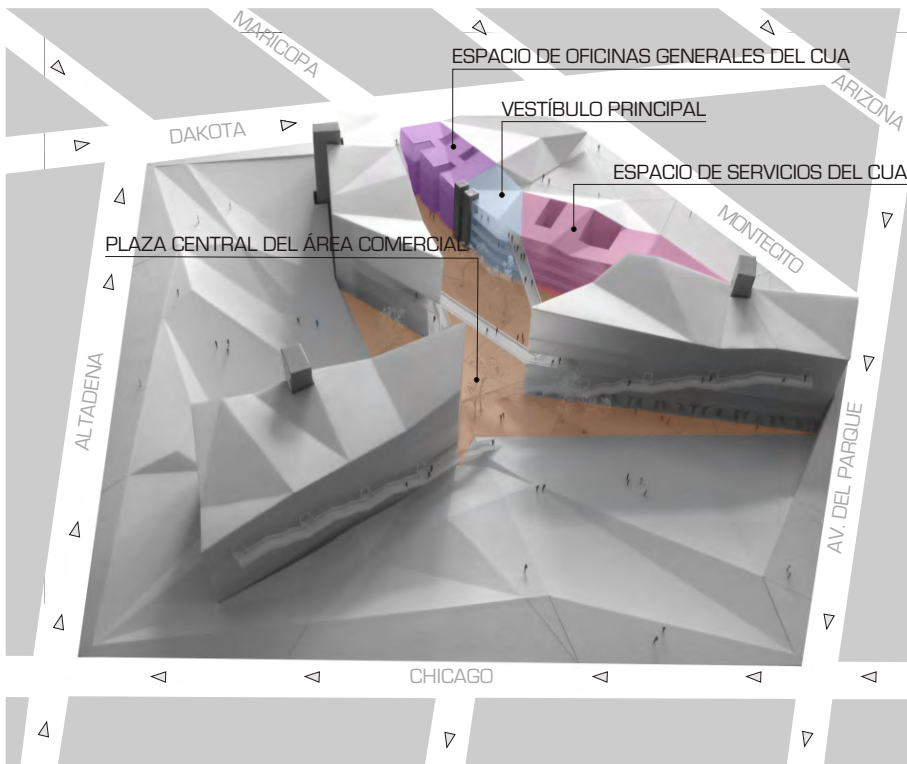 MARICOPA
ESPACIO DE OFICINAS GENERALES DEL CUA
ARIZONA
VESTÍBULO PRINCIPAL
DAKOTA
ESPACIO DE SERVICIOS DEL CUA
MONTECITO
PLAZA CENTRAL DEL ÁREA COMERCIAL
ALTADENA
AV. DEL PARQUE
CHICAGO